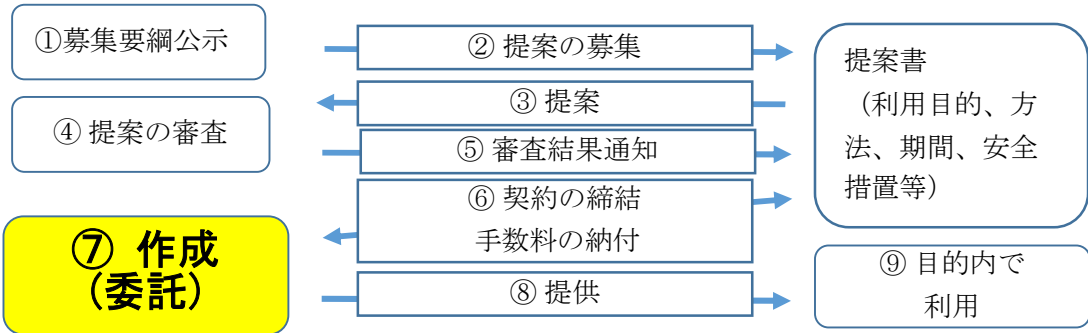 ①募集要綱公示
② 提案の募集
提案書
（利用目的、方
法、期間、安全
措置等）
③ 提案
④ 提案の審査
⑤ 審査結果通知
⑥ 契約の締結
手数料の納付
⑦ 作成
（委託）
⑧ 提供
⑨ 目的内で
利用